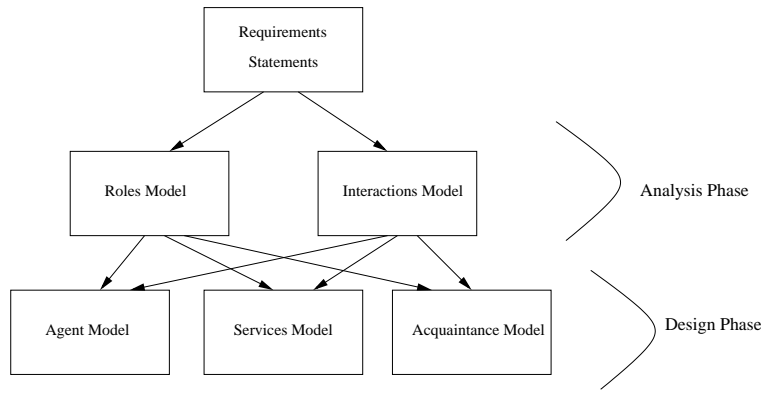 Requirements
Statements
Roles Model
Interactions Model
Analysis Phase
Agent Model
Services Model
Acquaintance Model
Design Phase